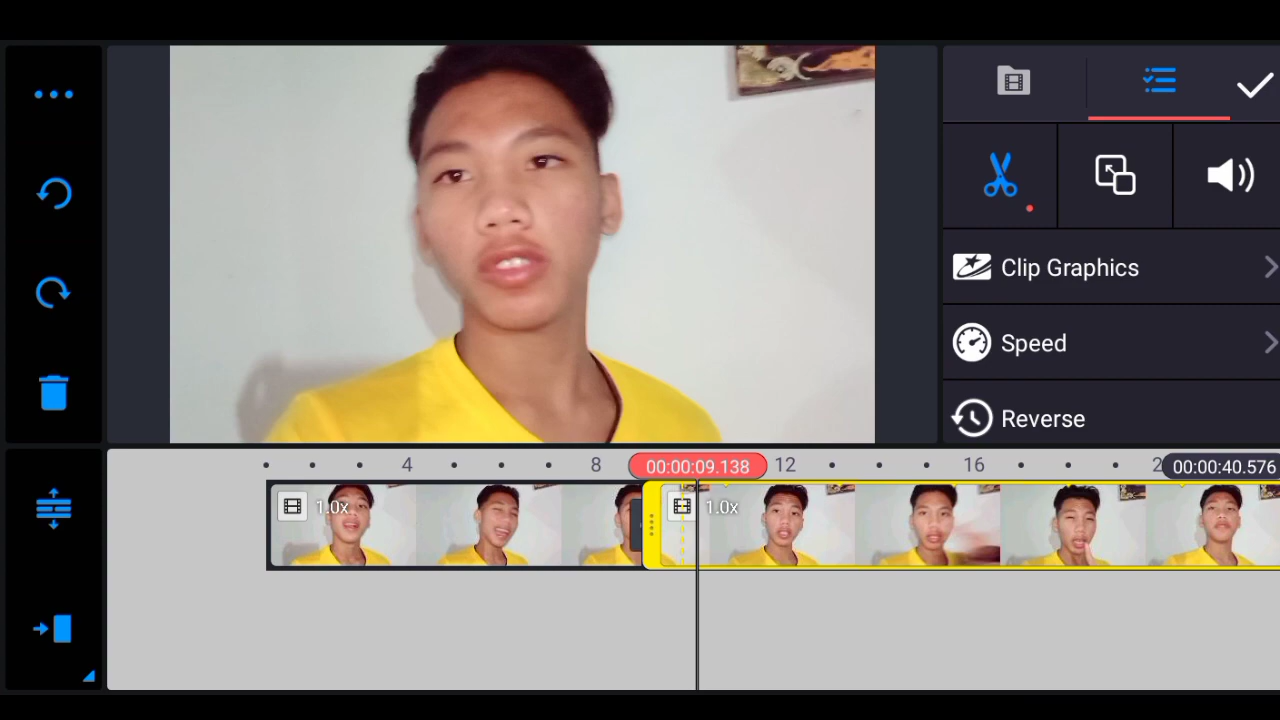 Clip Graphics
Speed
Reverse
4
8
00:00:09.138
12
16
2
00:00:40.576
1.0x
1.0x